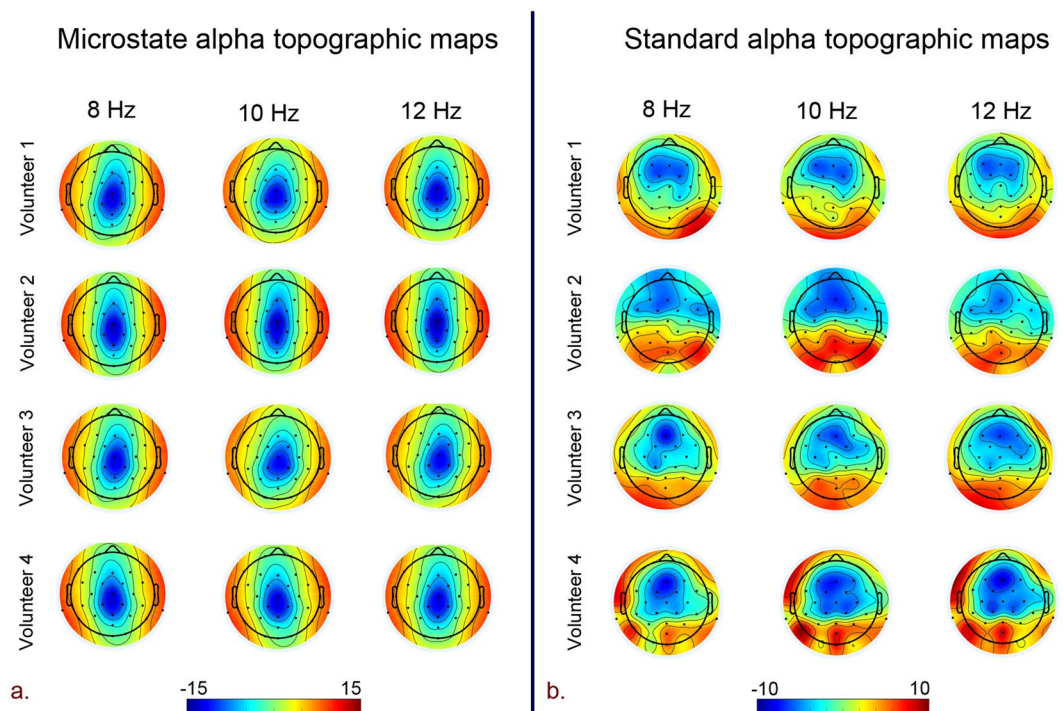 Microstate alpha topographic maps
8 Hz 10 Hz 12 Hz
Volunteer 1
Volunteer 2
Volunteer 3
Volunteer 4
a. -15 15
Standard alpha topographic maps
8 Hz 10 Hz 12 Hz
Volunteer 1
Volunteer 2
Volunteer 3
Volunteer 4
b. -10 10